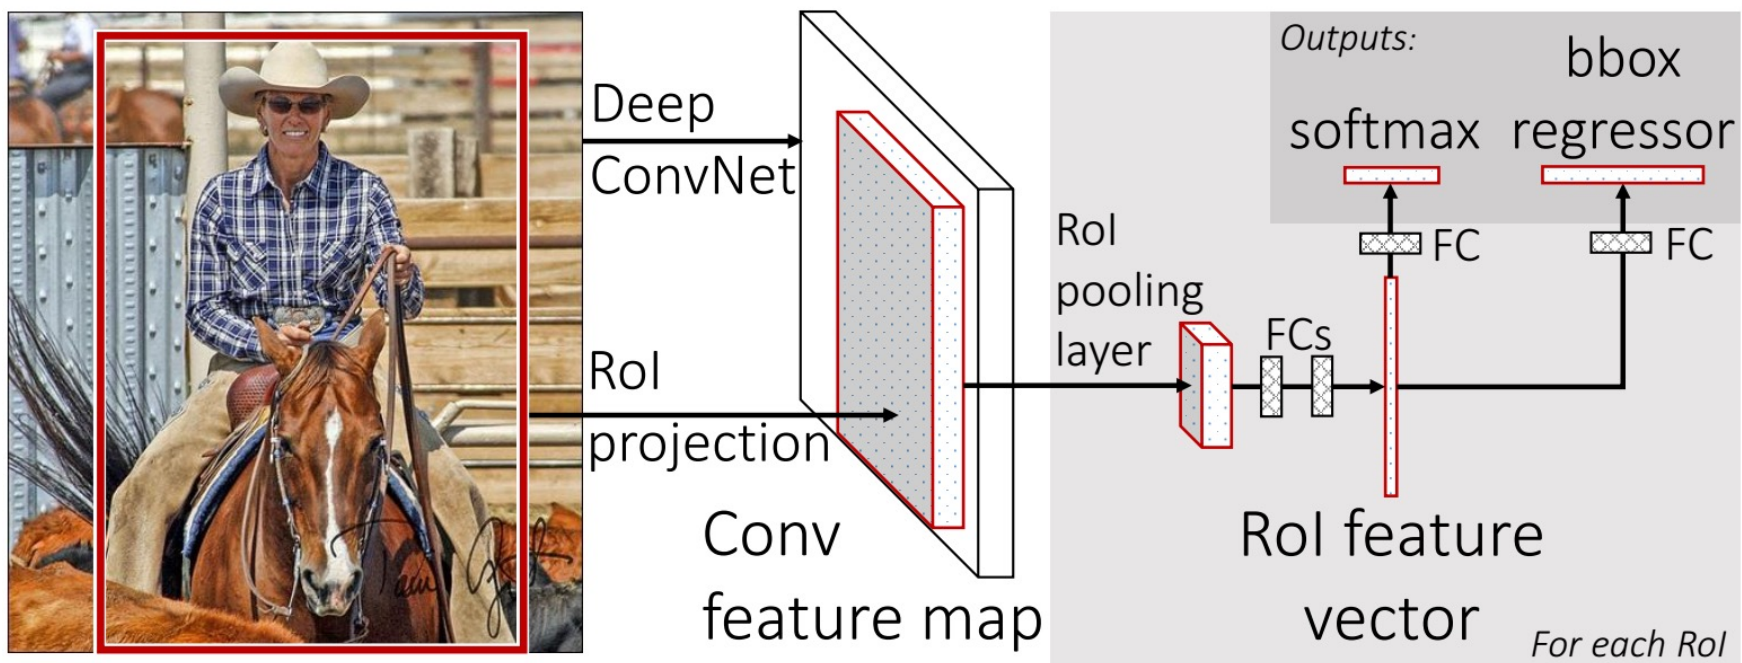 Deep
ConvNet
RoI
projection
Conv
feature map
RoI
pooling
layer
FCs
RoI feature
vector
For each RoI
Outputs:
softmax
bbox
regressor
FC
FC